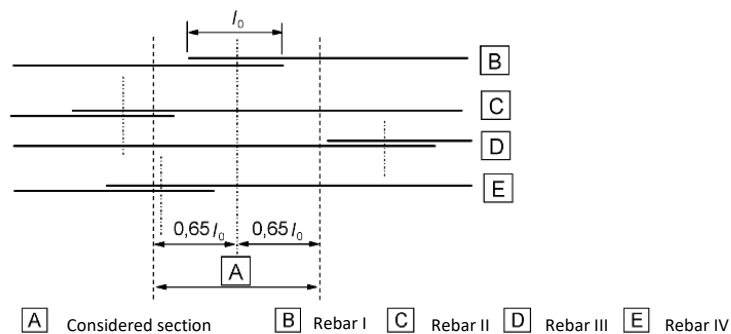 l₀
B
C
D
E
0,65 l₀ 0,65 l₀
A
A Considered section B Rebar I C Rebar II D Rebar III E Rebar IV